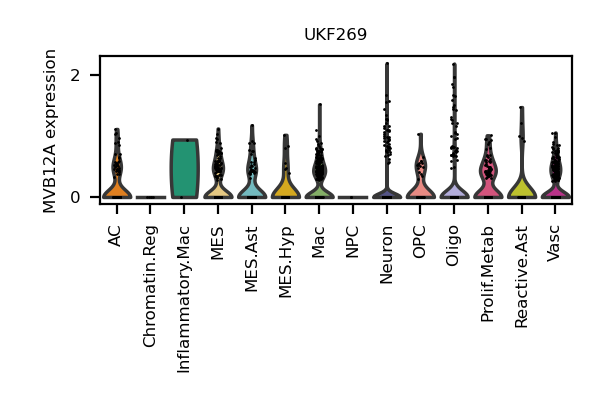 UKF269
MVB12A expression
2
0
AC
Chromatin.Reg
Inflammatory.Mac
MES
MES.Ast
MES.Hyp
Mac
NPC
Neuron
OPC
Oligo
Prolif.Metab
Reactive.Ast
Vasc